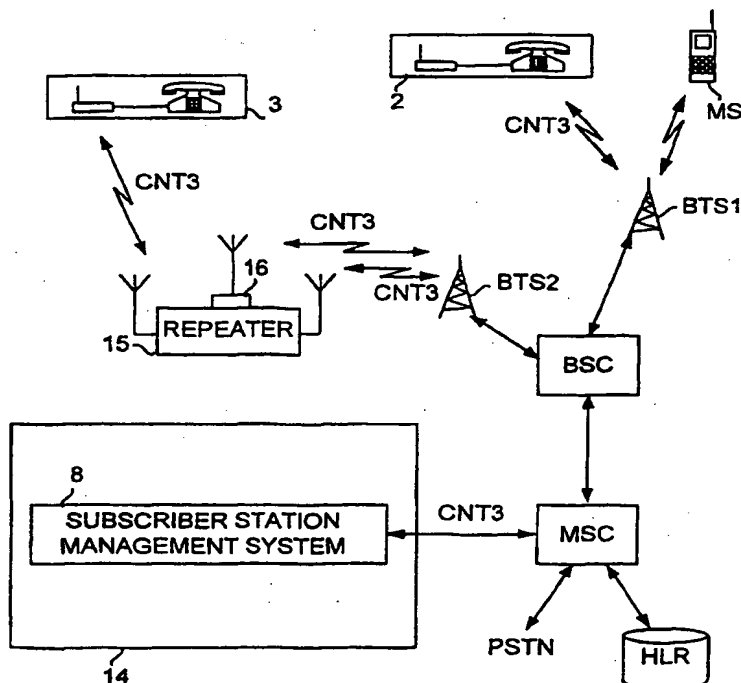 3
2
MS
CNT3
CNT3
CNT3
BTS1
16
CNT3
BTS2
REPEATER
15
BSC
8
SUBSCRIBER STATION
MANAGEMENT SYSTEM
CNT3
MSC
PSTN
HLR
14